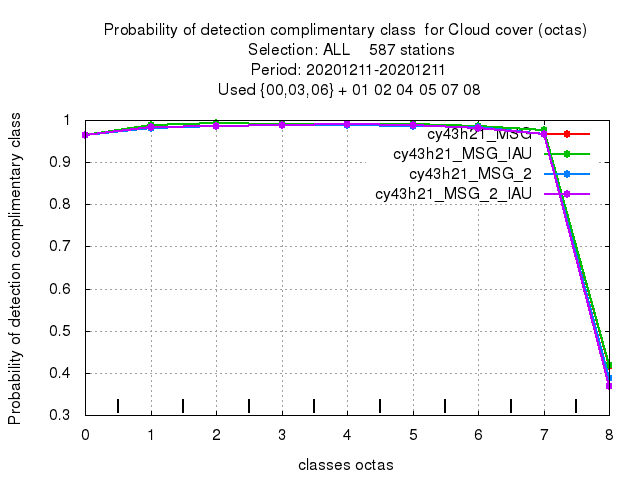 Probability of detection complimentary class  for Cloud cover (octas)
Selection: ALL    587 stations
Period: 20201211-20201211
Used {00,03,06} + 01 02 04 05 07 08
Probability of detection complimentary class
1
0.9
0.8
0.7
0.6
0.5
0.4
0.3
cy43h21_MSG
cy43h21_MSG_IAU
cy43h21_MSG_2
cy43h21_MSG_2_IAU
0 1 2 3 4 5 6 7 8
classes octas